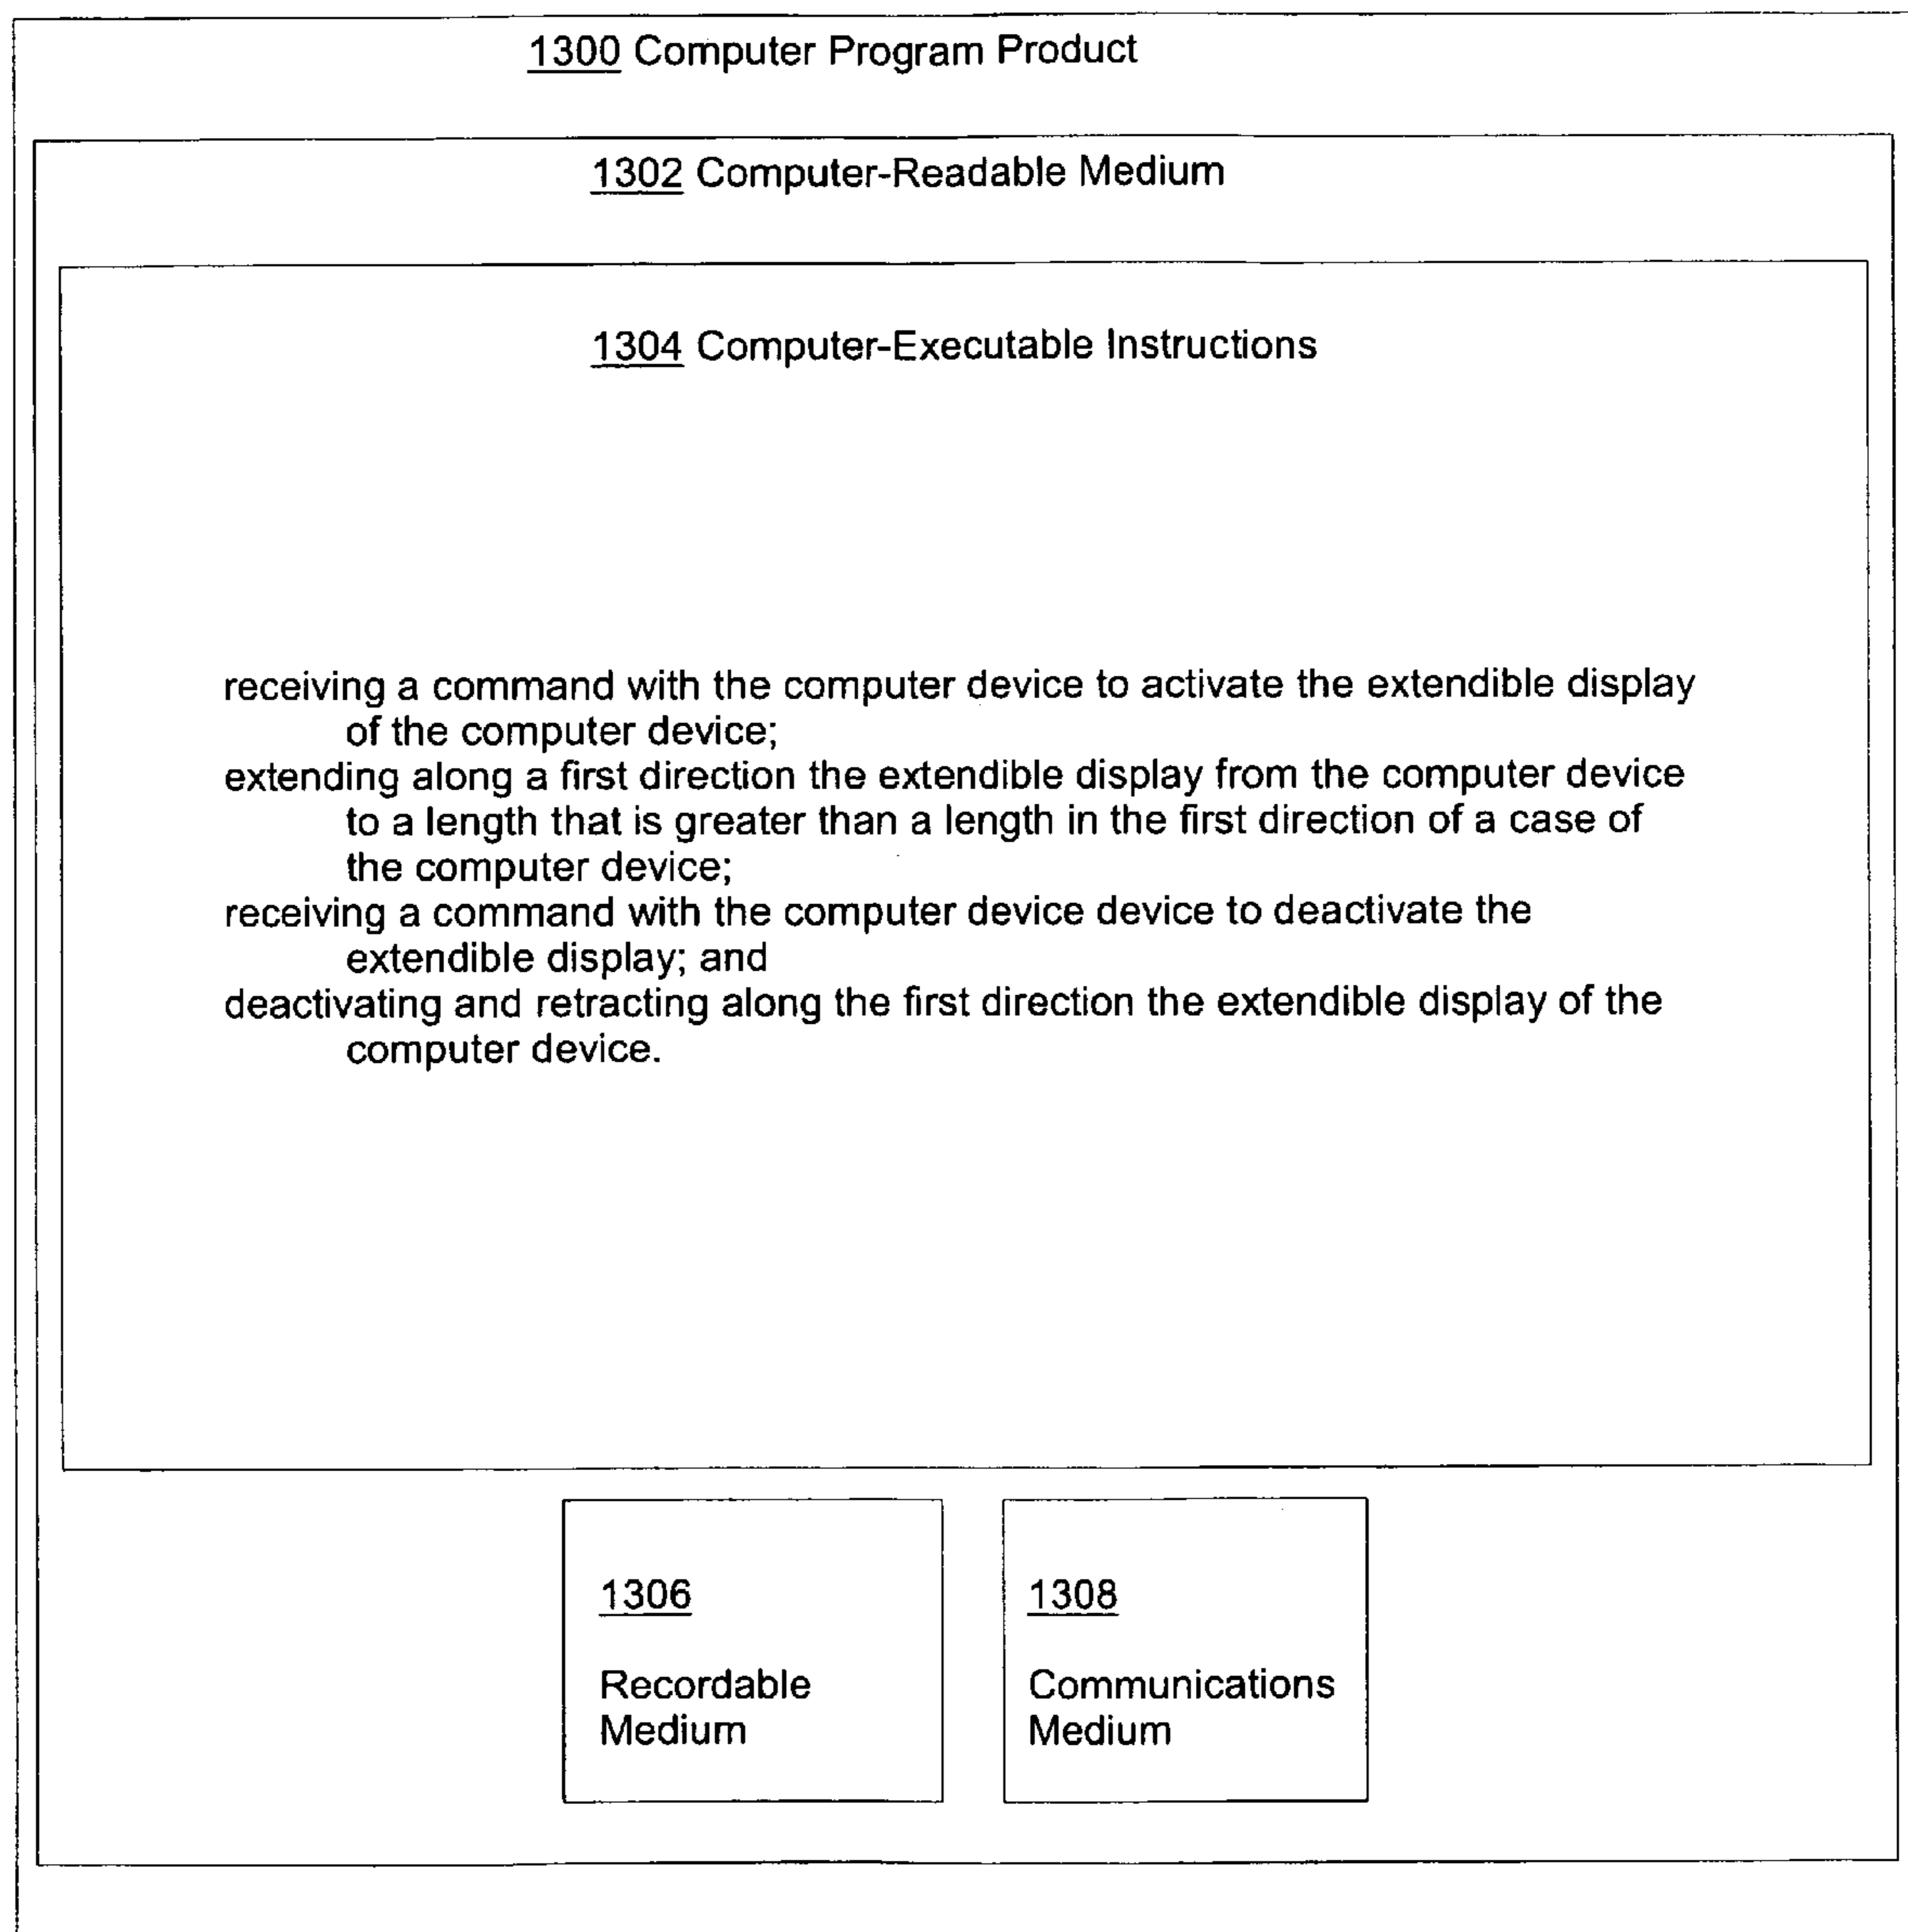 1300 Computer Program Product
1302 Computer-Readable Medium
1304 Computer-Executable Instructions
receiving a command with the computer device to activate the extendible display
of the computer device;
extending along a first direction the extendible display from the computer device
to a length that is greater than a length in the first direction of a case of
the computer device;
receiving a command with the computer device device to deactivate the
extendible display; and
deactivating and retracting along the first direction the extendible display of the
computer device.
1306
Recordable
Medium
1308
Communications
Medium